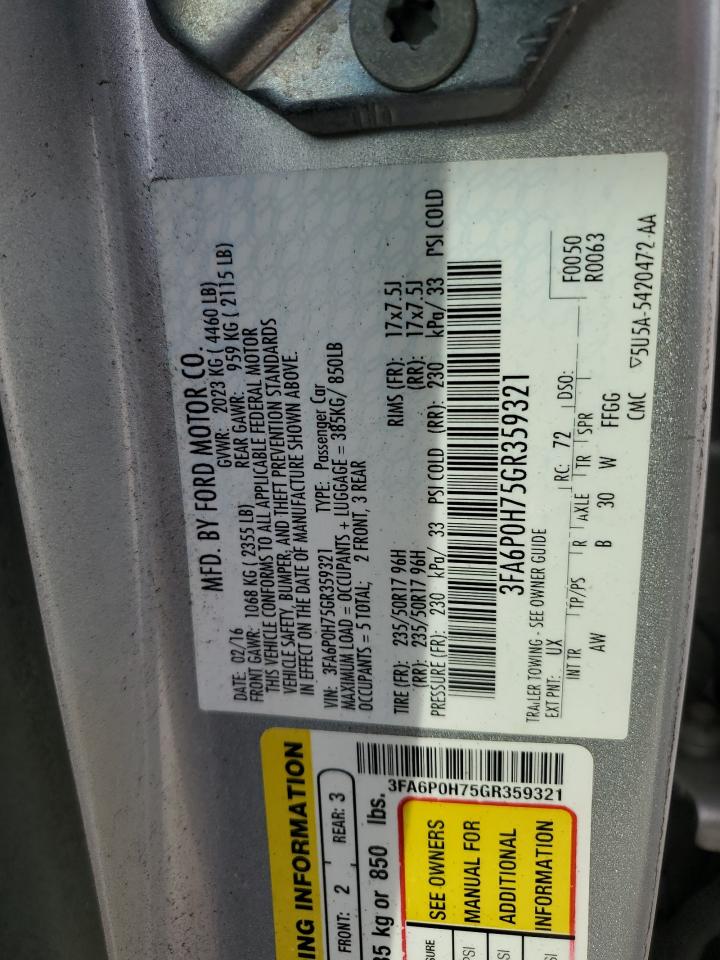 MFD. BY FORD MOTOR CO.
DATE: 02/16 GVWR: 2023 KG ( 4460 LB)
FRONT GAWR: 1068 KG ( 2355 LB) REAR GAWR: 959 KG ( 2115 LB)
THIS VEHICLE CONFORMS TO ALL APPLICABLE FEDERAL MOTOR
VEHICLE SAFETY, BUMPER, AND THEFT PREVENTION STANDARDS
IN EFFECT ON THE DATE OF MANUFACTURE SHOWN ABOVE.
VIN: 3FA6P0H75GR359321 TYPE: Passenger Car
MAXIMUM LOAD = OCCUPANTS + LUGGAGE = 385KG/ 850LB
OCCUPANTS = 5 TOTAL; 2 FRONT, 3 REAR
TIRE (FR): 235/50R17 96H RIMS (FR): 17x7.5J
(RR): 235/50R17 96H (RR): 17x7.5J
PRESSURE (FR): 230 kPa/ 33 PSI COLD (RR): 230 kPa/ 33 PSI COLD
3FA6P0H75GR359321
TRAILER TOWING - SEE OWNER GUIDE
EXT PNT: UX RC: 72 DSO: F0050
R0063
INT TR TP/PS R AXLE TR SPR
AW B 30 W FFGG
CMC ▽5U5A-5420472-AA
ING INFORMATION
FRONT: 2 REAR: 3
85 kg or 850 lbs.
3FA6P0H75GR359321
SEE OWNERS
MANUAL FOR
ADDITIONAL
INFORMATION